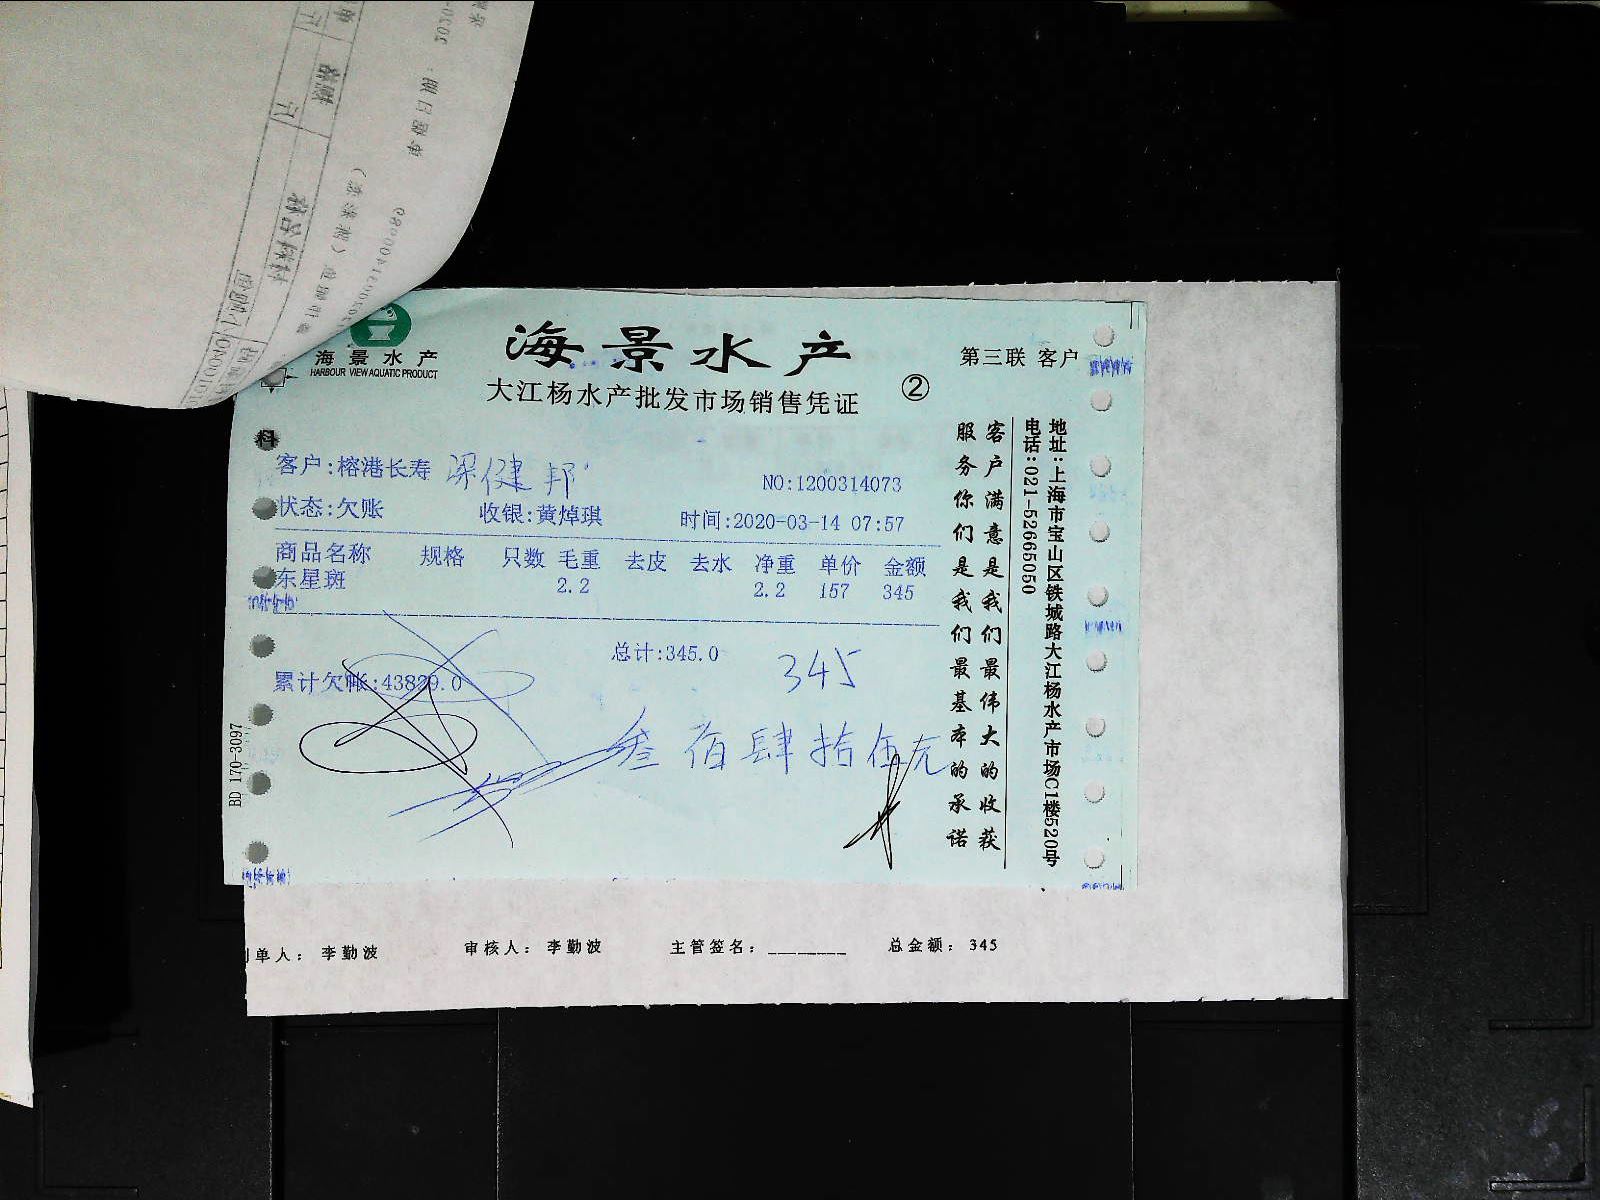 海景水产
HARBOUR VIEW AQUATIC PRODUCT
海景水产
大江杨水产批发市场销售凭证
②
第三联 客户
客户:榕港长寿 梁健邦
NO:1200314073
状态:欠账 收银:黄焯琪 时间:2020-03-14 07:57
商品名称 规格 只数 毛重 去皮 去水 净重 单价 金额
东星斑 2.2 2.2 157 345
总计:345.0
345
累计欠账:43829.0
叁佰肆拾伍元
BD 170-3097
客户满意是我们最伟大的收获
服务你们是我们最基本的承诺
地址:上海市宝山区铁城路大江杨水产市场C1楼520号
电话:021-52665050
单人: 李勤波 审核人: 李勤波 主管签名:________ 总金额: 345